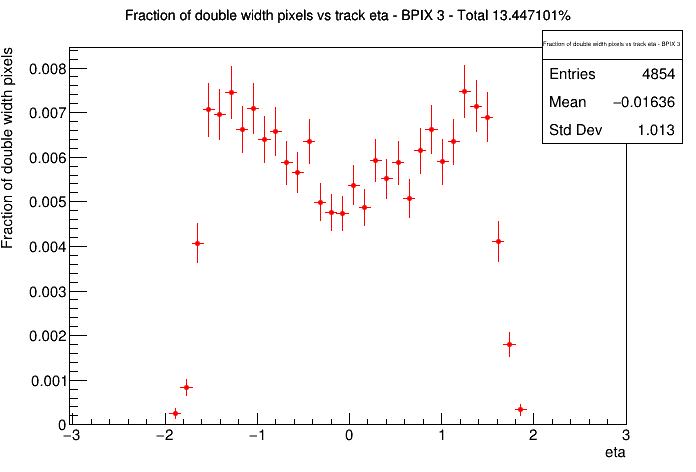 Fraction of double width pixels vs track eta - BPIX 3 - Total 13.447101%
Fraction of double width pixels vs track eta - BPIX 3
Entries 4854
Mean −0.01636
Std Dev 1.013
Fraction of double width pixels
0.008
0.007
0.006
0.005
0.004
0.003
0.002
0.001
0
−3 −2 −1 0 1 2 3
eta